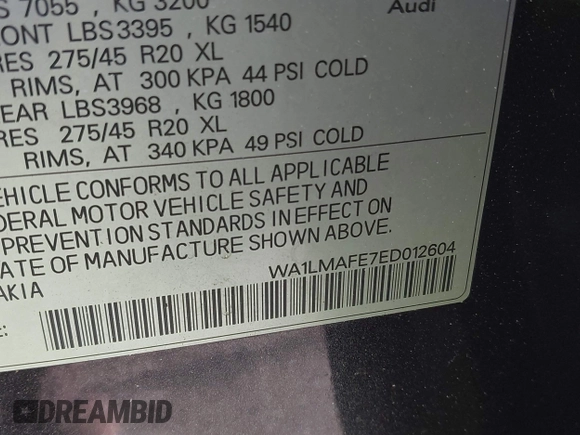 S 7055 , KG 3200
Audi
ONT LBS3395 , KG 1540
RES 275/45 R20 XL
RIMS, AT 300 KPA 44 PSI COLD
EAR LBS3968 , KG 1800
RES 275/45 R20 XL
RIMS, AT 340 KPA 49 PSI COLD
EHICLE CONFORMS TO ALL APPLICABLE
DERAL MOTOR VEHICLE SAFETY AND
PREVENTION STANDARDS IN EFFECT ON
ATE OF MANUFACTURE SHOWN ABOVE.
WA1LMAFE7ED012604
AKIA
E:
DREAMBID